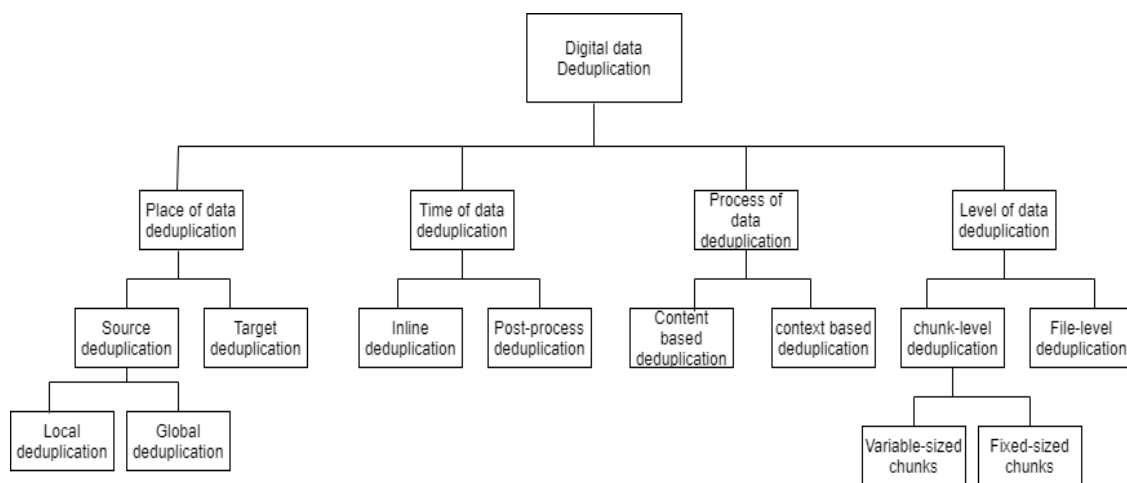 Digital data
Deduplication
Place of data
deduplication
Time of data
deduplication
Process of
data
deduplication
Level of data
deduplication
Source
deduplication
Target
deduplication
Inline
deduplication
Post-process
deduplication
Content
based
deduplication
context based
deduplication
chunk-level
deduplication
File-level
deduplication
Local
deduplication
Global
deduplication
Variable-sized
chunks
Fixed-sized
chunks